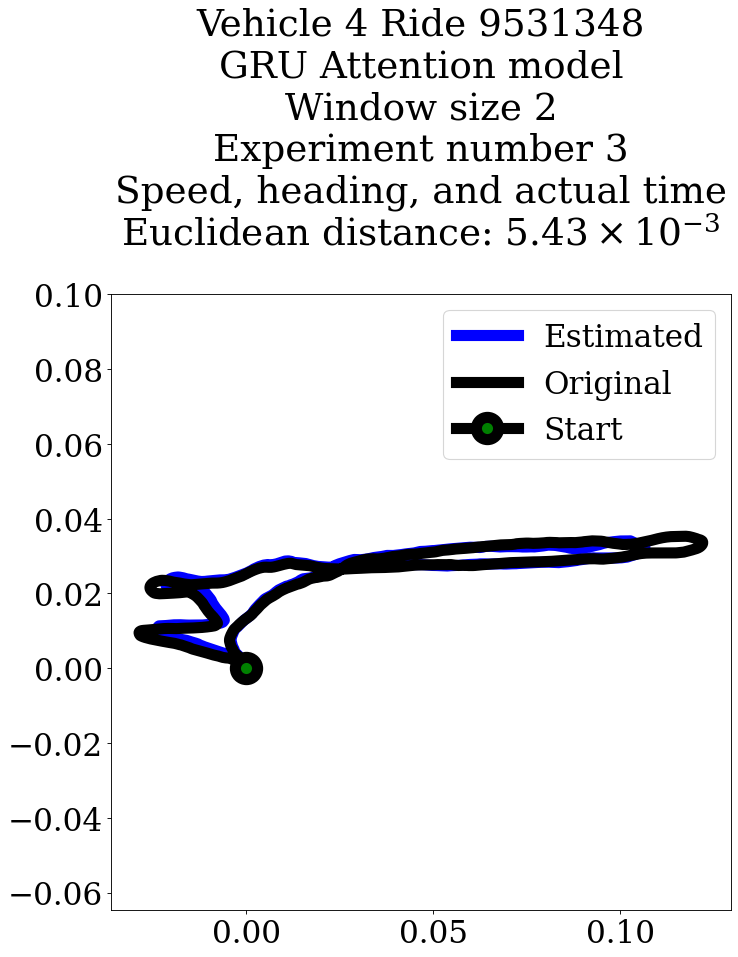 Vehicle 4 Ride 9531348
GRU Attention model
Window size 2
Experiment number 3
Speed, heading, and actual time
Euclidean distance: 5.43 × 10⁻³
0.10
0.08
0.06
0.04
0.02
0.00
−0.02
−0.04
−0.06
Estimated
Original
Start
0.00
0.05
0.10